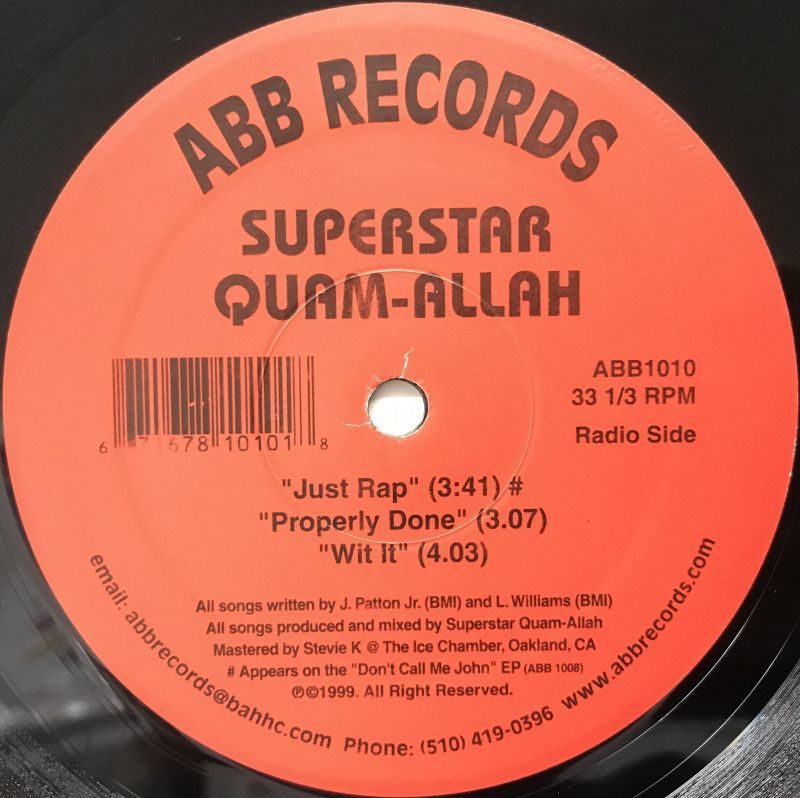 ABB RECORDS
SUPERSTAR
QUAM-ALLAH
ABB1010
33 1/3 RPM
Radio Side
6 71678 10101 8
"Just Rap" (3:41) #
"Properly Done" (3.07)
"Wit It" (4.03)
All songs written by J. Patton Jr. (BMI) and L. Williams (BMI)
All songs produced and mixed by Superstar Quam-Allah
Mastered by Stevie K @ The Ice Chamber, Oakland, CA
# Appears on the "Don't Call Me John" EP (ABB 1008)
℗©1999. All Right Reserved.
email: abbrecords@bahhc.com Phone: (510) 419-0396 www.abbrecords.com